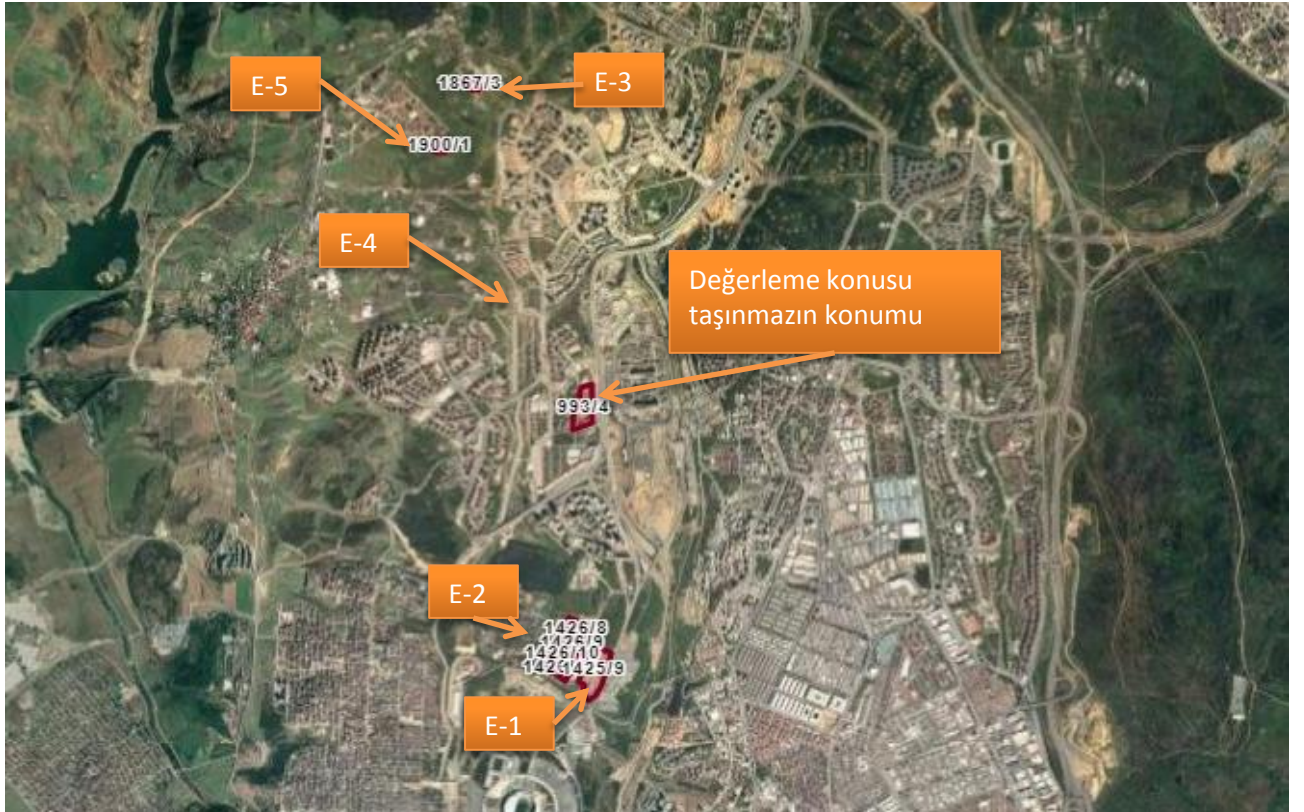 1867/3
E-3
E-5
1900/1
E-4
Değerleme konusu
taşınmazın konumu
993/4
E-2
1426/8
1426/9
1426/10
1425/9
E-1